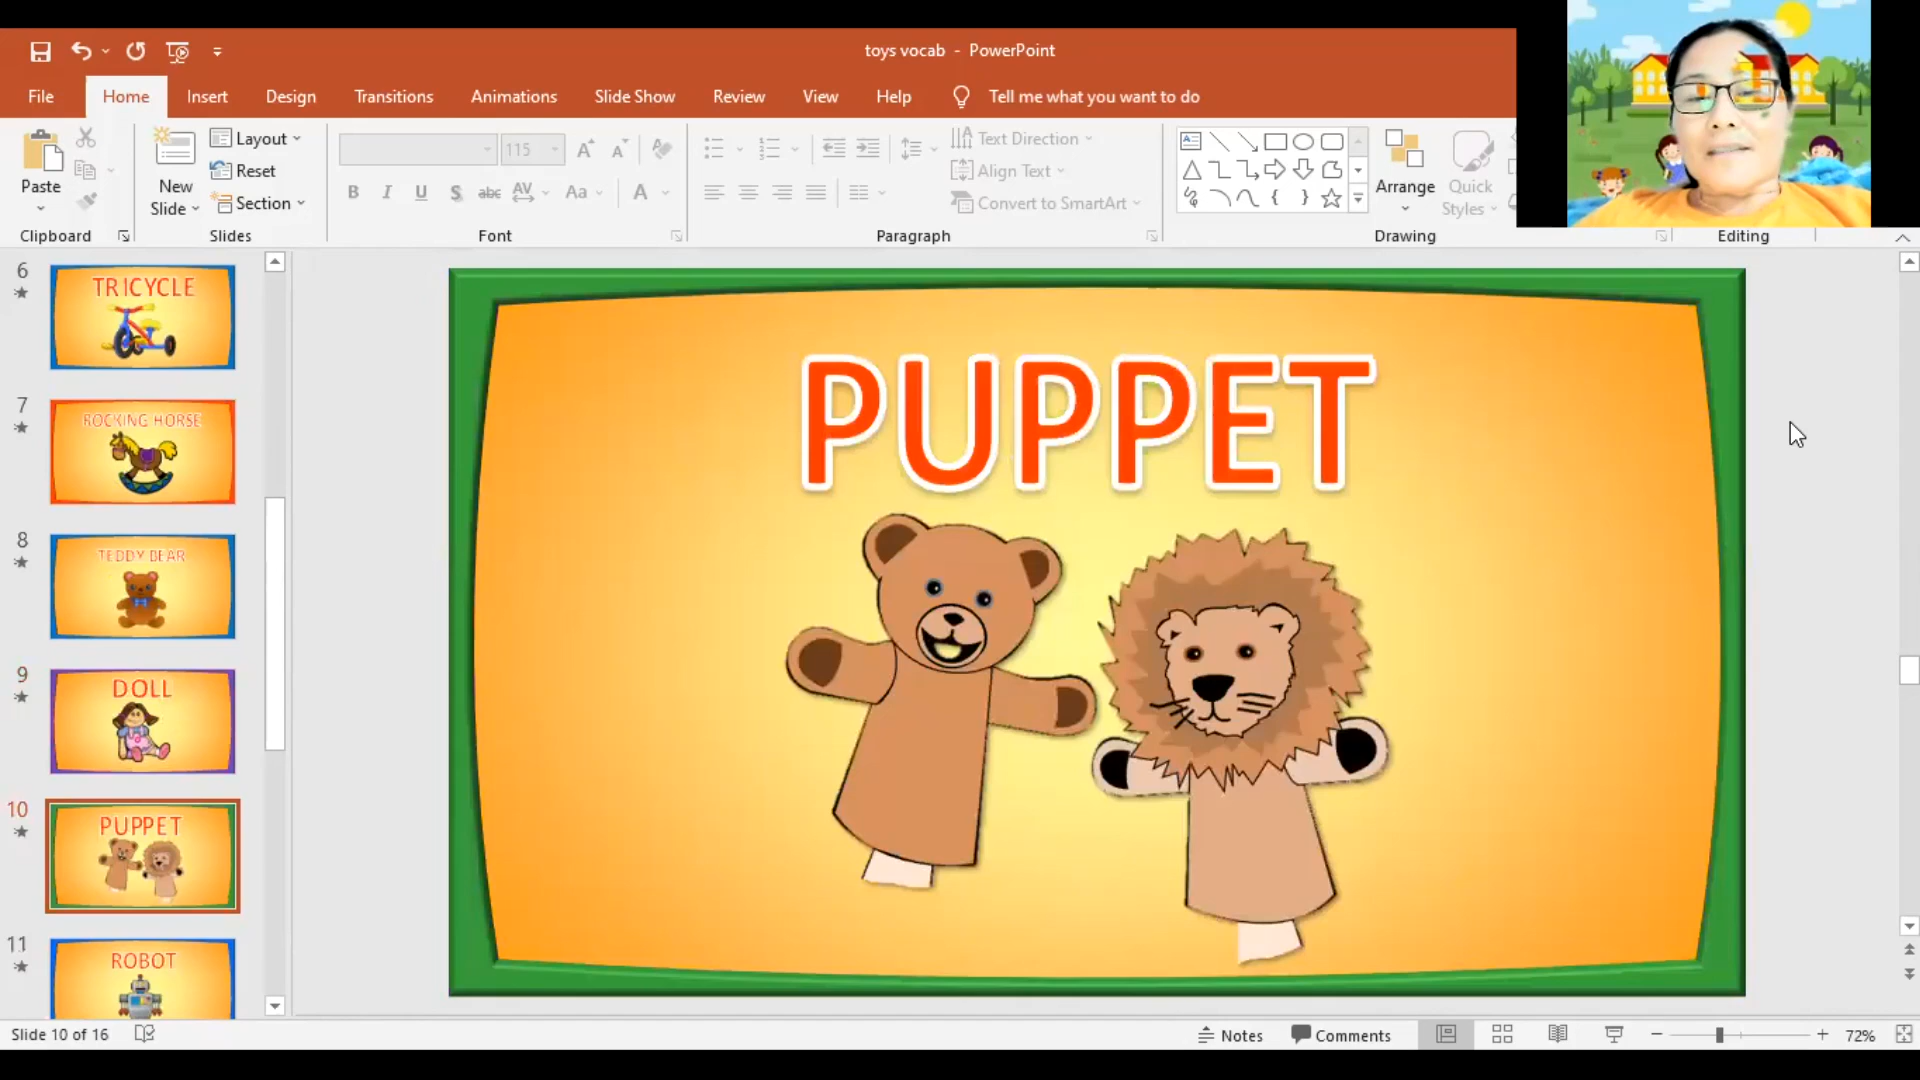 toys vocab - PowerPoint
File Home Insert Design Transitions Animations Slide Show Review View Help Tell me what you want to do
Paste
Clipboard
New Slide
Layout
Reset
Section
Slides
115
B I U S abc AV Aa A
Font
Text Direction
Align Text
Convert to SmartArt
Paragraph
Arrange
Quick Styles
Drawing
Editing
6
TRICYCLE
7
ROCKING HORSE
8
TEDDY BEAR
9
DOLL
10
PUPPET
11
ROBOT
PUPPET
Slide 10 of 16
Notes
Comments
72%